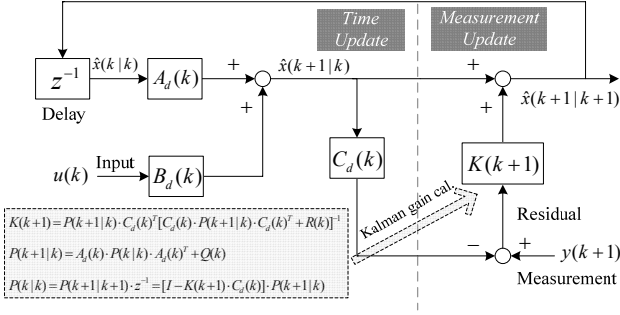 Time
Update
Measurement
Update
z⁻¹
x̂(k|k)
A_d(k)
+
+
x̂(k+1|k)
+
+
x̂(k+1|k+1)
Delay
u(k)
Input
B_d(k)
C_d(k)
K(k+1)
Kalman gain cal.
Residual
−
+
y(k+1)
Measurement
K(k+1)=P(k+1|k)·C_d(k)ᵀ[C_d(k)·P(k+1|k)·C_d(k)ᵀ+R(k)]⁻¹
P(k+1|k)=A_d(k)·P(k|k)·A_d(k)ᵀ+Q(k)
P(k|k)=P(k+1|k+1)·z⁻¹=[I−K(k+1)·C_d(k)]·P(k+1|k)